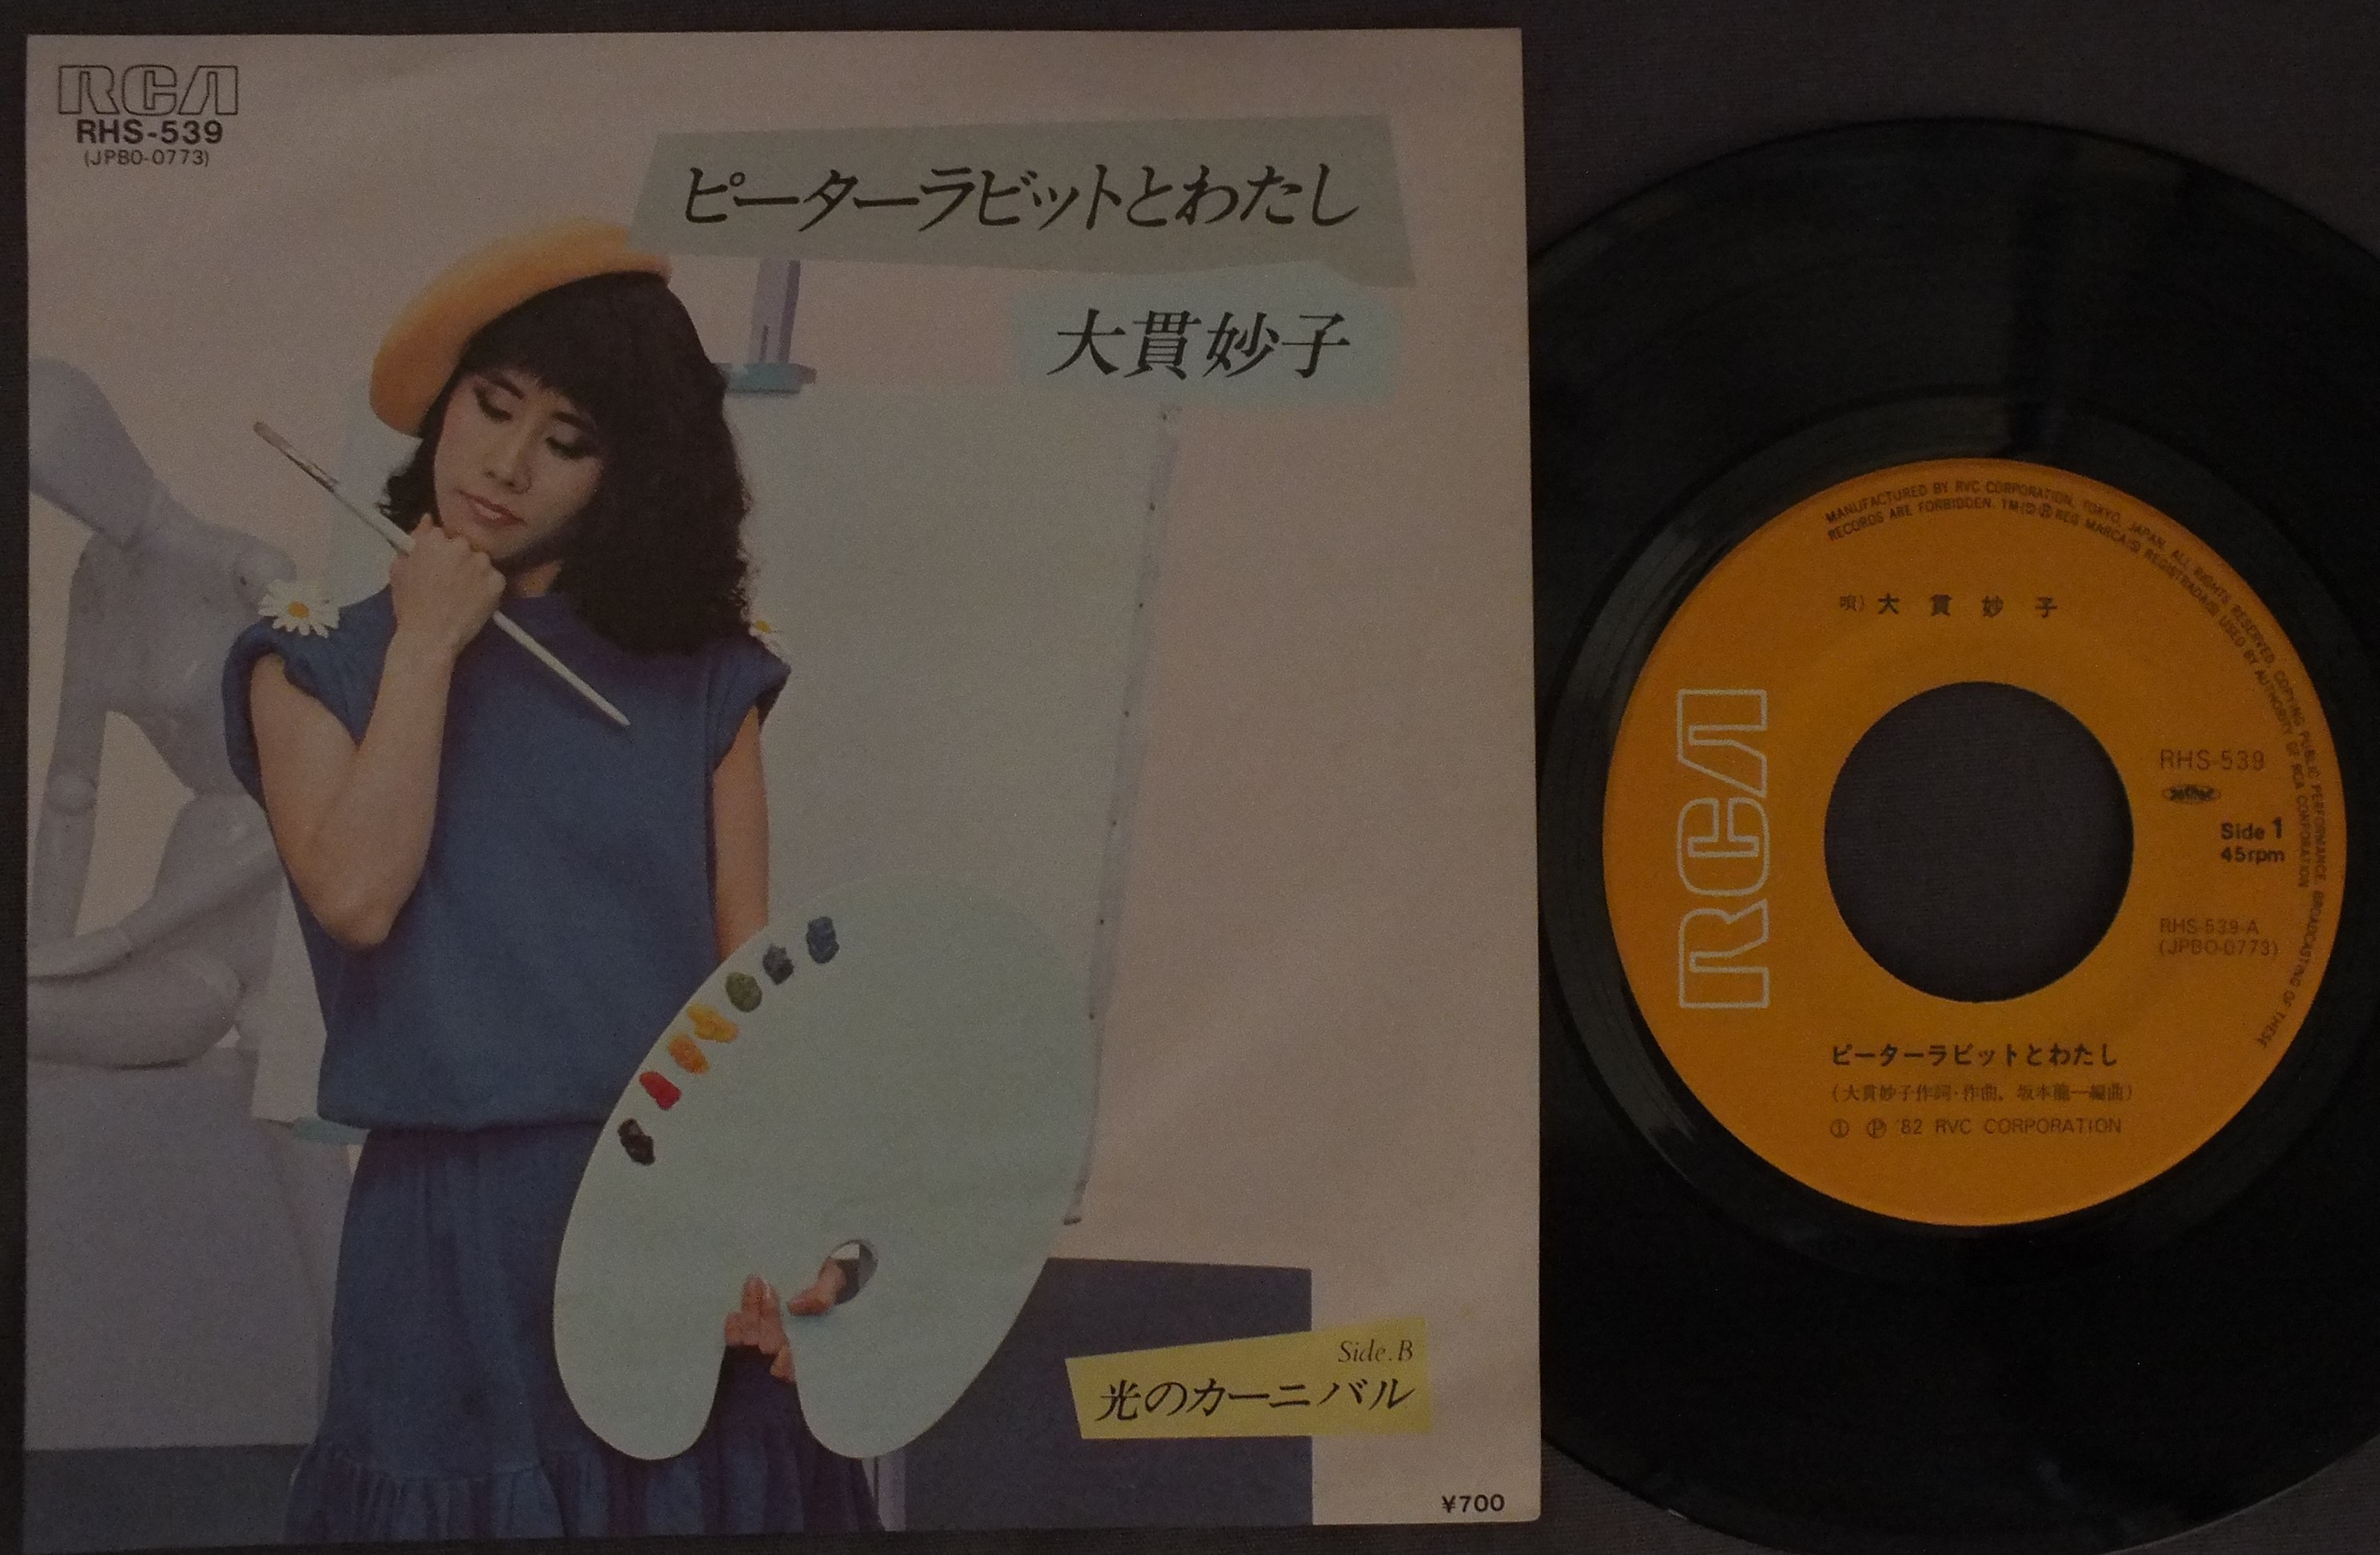 RCA
RHS-539
(JPBO-0773)
ピーターラビットとわたし
大貫妙子
Side.B
光のカーニバル
¥700
MANUFACTURED BY RVC CORPORATION, TOKYO, JAPAN. ALL RIGHTS RESERVED. COPYING PUBLIC PERFORMANCE BROADCASTING OF THESE
RECORDS ARE FORBIDDEN. TM(S)Ⓡ REG MARCA(S) REGISTRADA(S) USED BY AUTHORITY OF RCA CORPORATION
唄)大貫妙子
RCA
RHS-539
Side 1
45rpm
RHS-539-A
(JPBO-0773)
ピーターラビットとわたし
(大貫妙子作詞・作曲、坂本龍一編曲)
Ⓘ Ⓟ '82 RVC CORPORATION